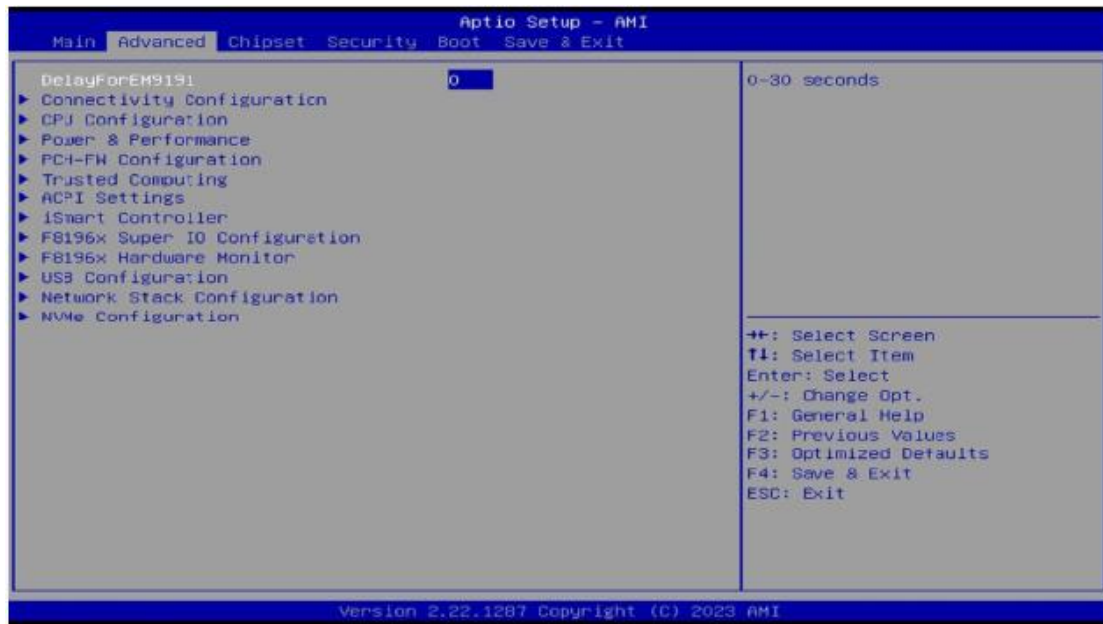 Aptio Setup - AMI
Main Advanced Chipset Security Boot Save & Exit
DelayForEM9191 0
► Connectivity Configuration
► CPU Configuration
► Power & Performance
► PCH-FW Configuration
► Trusted Computing
► ACPI Settings
► iSmart Controller
► F8196x Super IO Configuration
► F8196x Hardware Monitor
► USB Configuration
► Network Stack Configuration
► NVMe Configuration
0-30 seconds
→←: Select Screen
↑↓: Select Item
Enter: Select
+/-: Change Opt.
F1: General Help
F2: Previous Values
F3: Optimized Defaults
F4: Save & Exit
ESC: Exit
Version 2.22.1287 Copyright (C) 2023 AMI